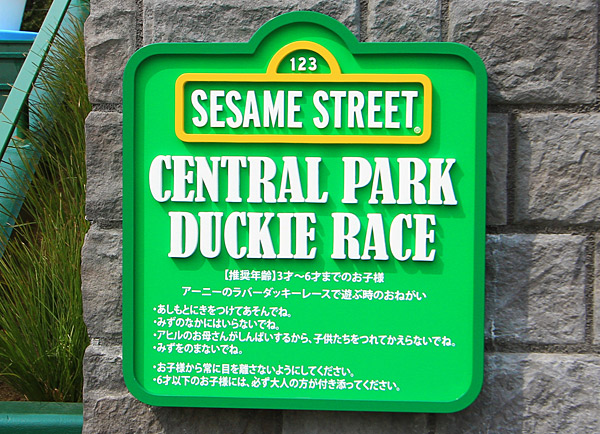 123
SESAME STREET®
CENTRAL PARK
DUCKIE RACE
【推奨年齢】3才～6才までのお子様
アーニーのラバーダッキーレースで遊ぶ時のおねがい
・あしもとにきをつけてあそんでね。
・みずのなかにはいらないでね。
・アヒルのお母さんがしんぱいするから、子供たちをつれてかえらないでね。
・みずをのまないでね。
・お子様から常に目を離さないようにしてください。
・6才以下のお子様には、必ず大人の方が付き添ってください。